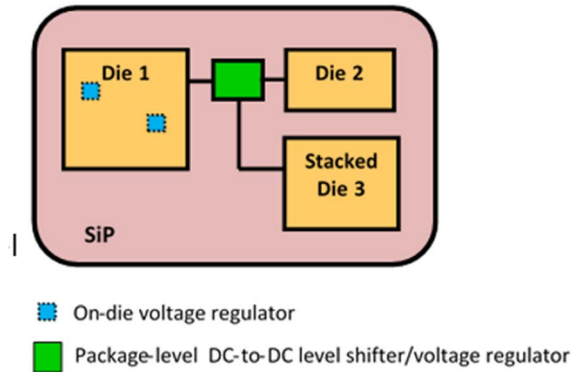 Die 1
Die 2
Stacked
Die 3
SiP
On-die voltage regulator
Package-level DC-to-DC level shifter/voltage regulator